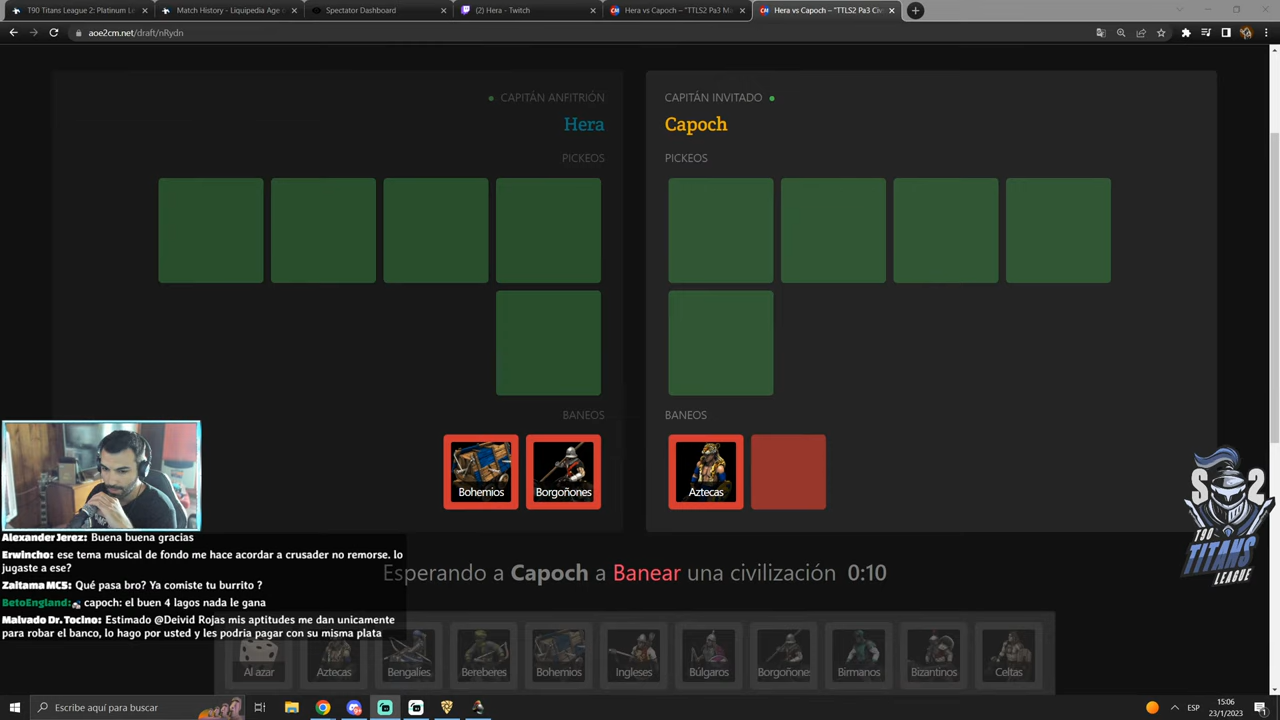 T90 Titans League 2: Platinum Le
Match History - Liquipedia Age o
Spectator Dashboard
(2) Hera - Twitch
Hera vs Capoch – "TTLS2 Pa3 Ma
Hera vs Capoch – "TTLS2 Pa3 Civ
aoe2cm.net/draft/nRydn
CAPITÁN ANFITRIÓN
Hera
PICKEOS
CAPITÁN INVITADO
Capoch
PICKEOS
BANEOS
Bohemios
Borgoñones
BANEOS
Aztecas
S2
T90
TITANS
LEAGUE
Esperando a Capoch a Banear una civilización 0:10
Alexander Jerez: Buena buena gracias
Erwincho: ese tema musical de fondo me hace acordar a crusader no remorse. lo
jugaste a ese?
Zaitama MC5: Qué pasa bro? Ya comiste tu burrito ?
BetoEngland: capoch: el buen 4 lagos nada le gana
Malvado Dr. Tocino: Estimado @Deivid Rojas mis aptitudes me dan unicamente
para robar el banco, lo hago por usted y les podria pagar con su misma plata
Al azar
Aztecas
Bengalíes
Bereberes
Bohemios
Ingleses
Búlgaros
Borgoñones
Birmanos
Bizantinos
Celtas
Escribe aquí para buscar
ESP
15:06
23/1/2023
1